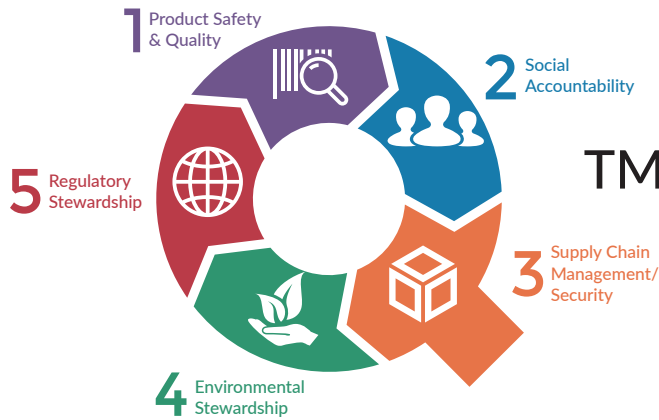 1 Product Safety
& Quality
2 Social
Accountability
TM
3 Supply Chain
Management/
Security
4 Environmental
Stewardship
5 Regulatory
Stewardship